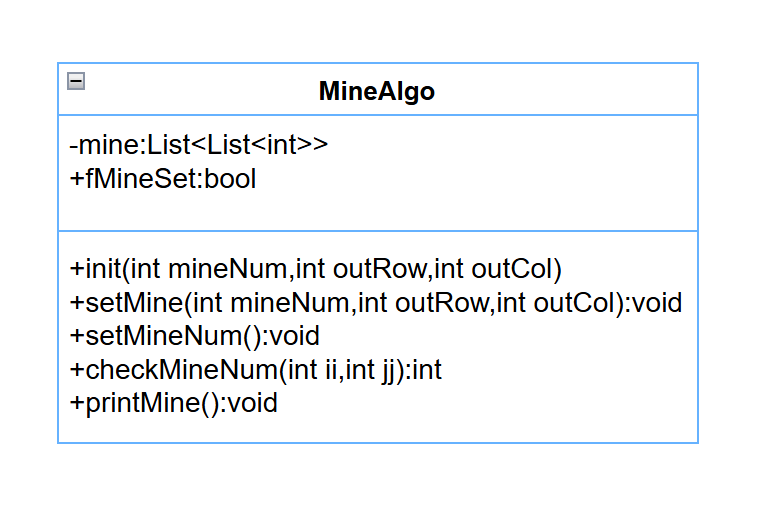 MineAlgo
-mine:List<List<int>>
+fMineSet:bool
+init(int mineNum,int outRow,int outCol)
+setMine(int mineNum,int outRow,int outCol):void
+setMineNum():void
+checkMineNum(int ii,int jj):int
+printMine():void